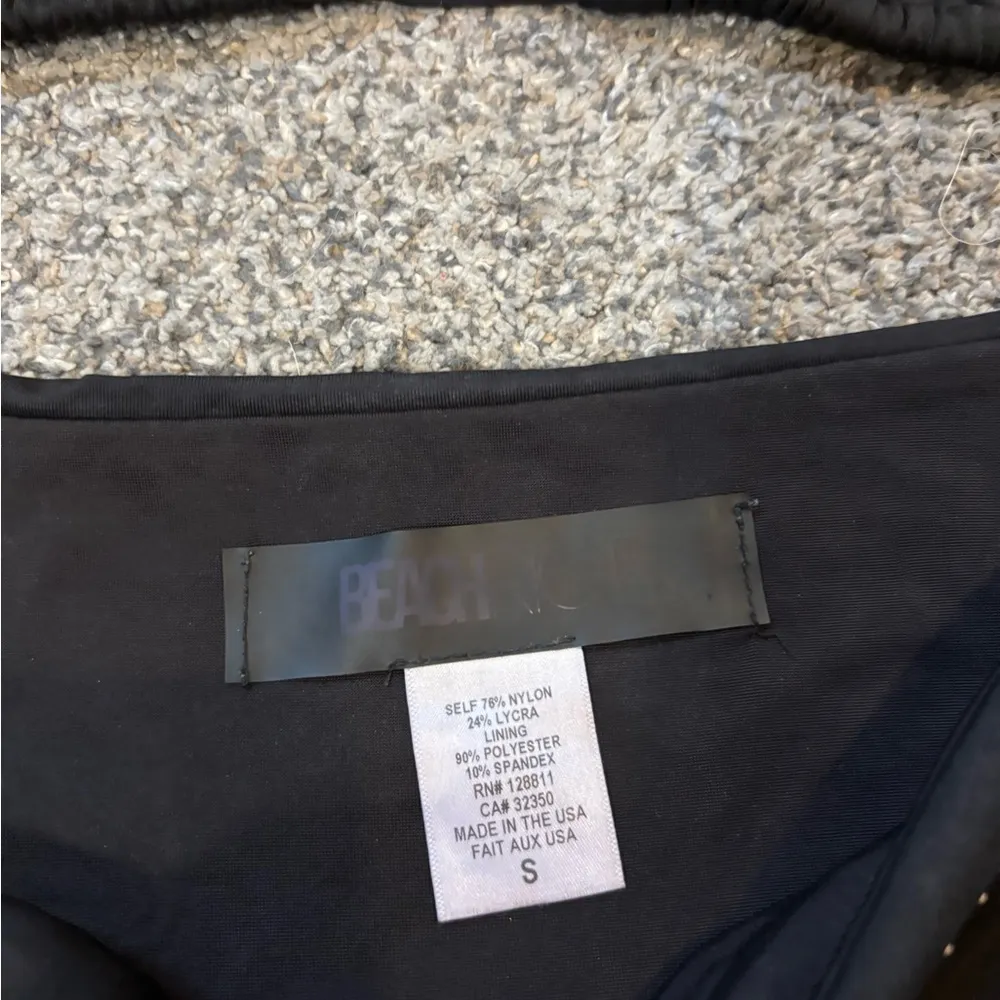 BEACH
SELF 76% NYLON
24% LYCRA
LINING
90% POLYESTER
10% SPANDEX
RN# 128811
CA# 32350
MADE IN THE USA
FAIT AUX USA
S